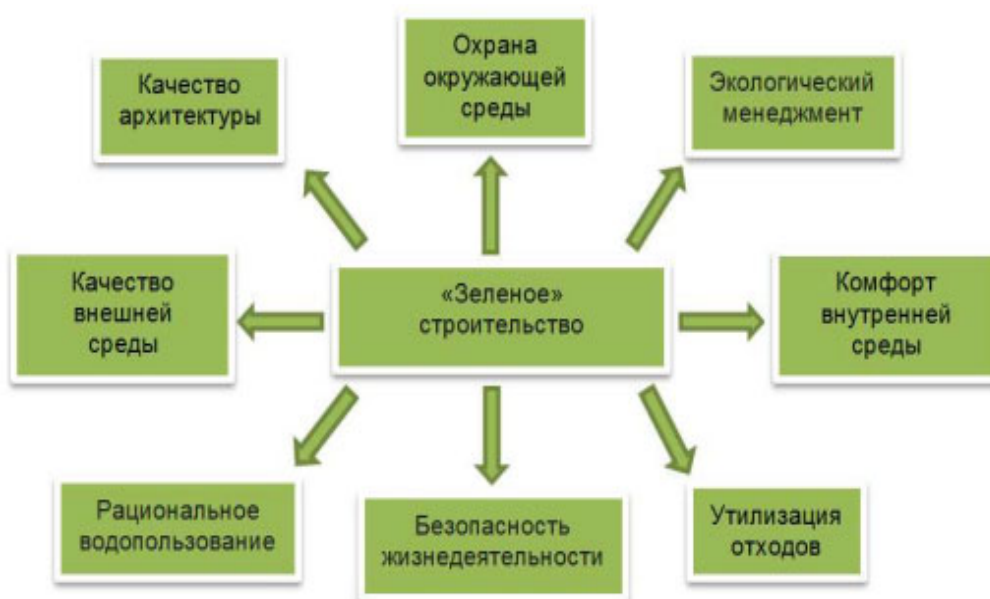 Качество
архитектуры
Охрана
окружающей
среды
Экологический
менеджмент
Качество
внешней
среды
«Зеленое»
строительство
Комфорт
внутренней
среды
Рациональное
водопользование
Безопасность
жизнедеятельности
Утилизация
отходов